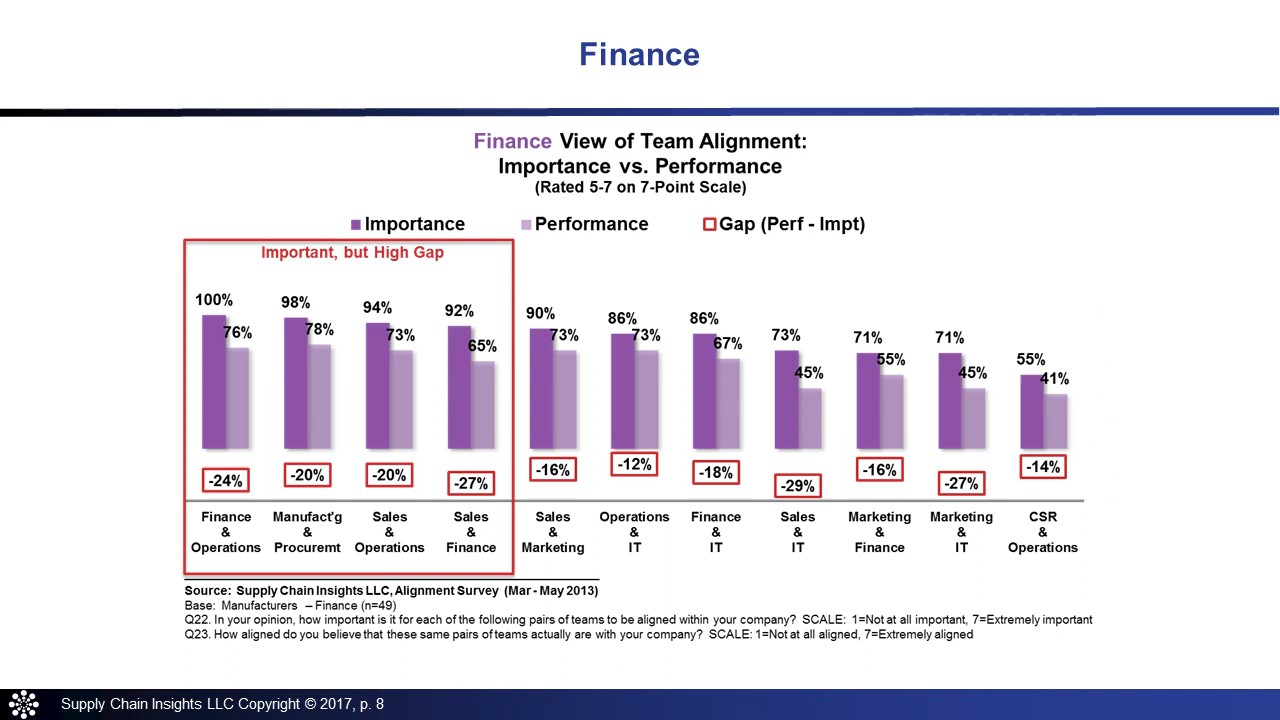 Finance
Finance View of Team Alignment:
Importance vs. Performance
(Rated 5-7 on 7-Point Scale)
Importance Performance Gap (Perf - Impt)
Important, but High Gap
100% 76% 98% 78% 94% 73% 92% 65% 90% 73% 86% 73% 86% 67% 73% 45% 71% 55% 71% 45% 55% 41%
-24% -20% -20% -27% -16% -12% -18% -29% -16% -27% -14%
Finance Manufact'g Sales Sales Sales Operations Finance Sales Marketing Marketing CSR
& & & & & & & & & & &
Operations Procuremt Operations Finance Marketing IT IT IT Finance IT Operations
Source: Supply Chain Insights LLC, Alignment Survey (Mar - May 2013)
Base: Manufacturers – Finance (n=49)
Q22. In your opinion, how important is it for each of the following pairs of teams to be aligned within your company? SCALE: 1=Not at all important, 7=Extremely important
Q23. How aligned do you believe that these same pairs of teams actually are with your company? SCALE: 1=Not at all aligned, 7=Extremely aligned
Supply Chain Insights LLC Copyright © 2017, p. 8